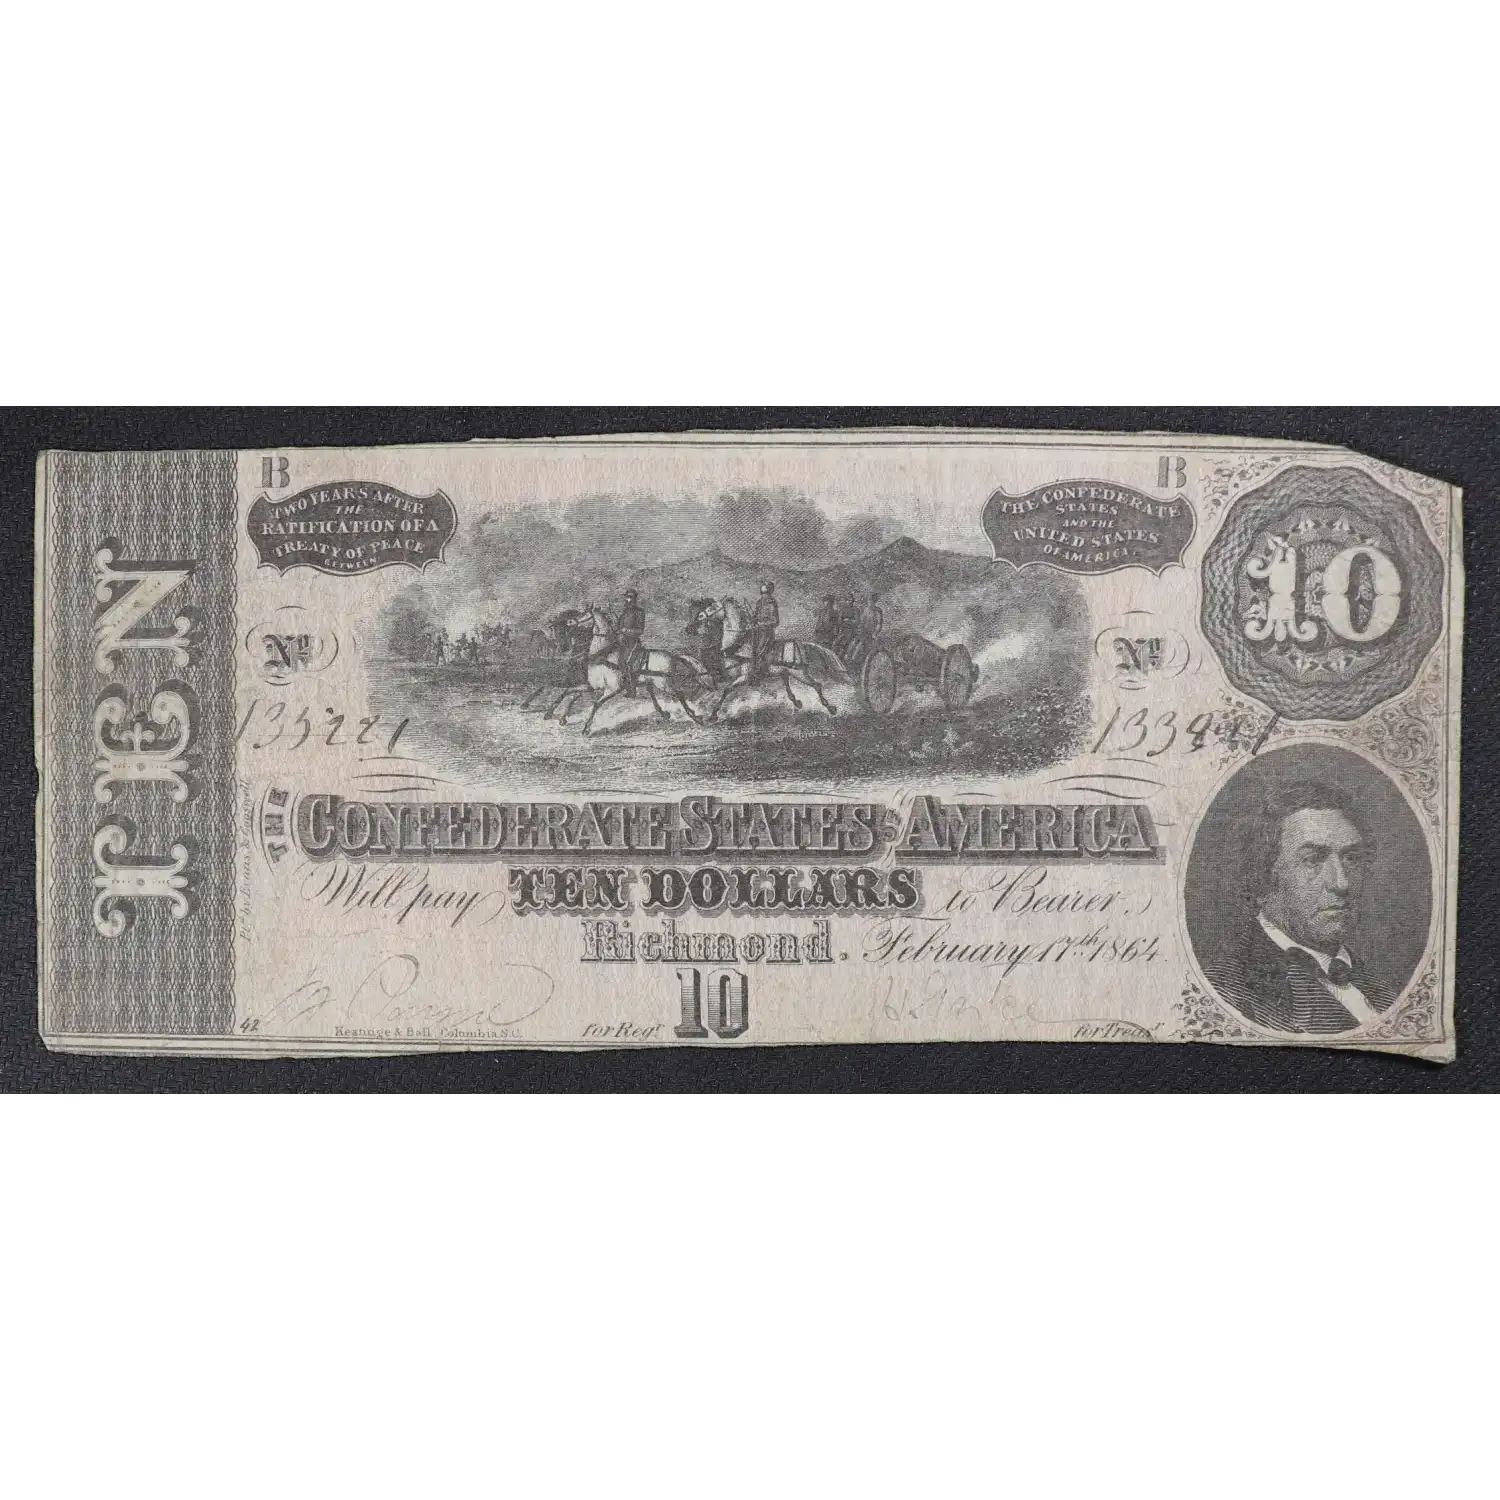 B
B
TWO YEARS AFTER
THE
RATIFICATION OF A
TREATY OF PEACE
BETWEEN
THE CONFEDERATE
STATES
AND THE
UNITED STATES
OF AMERICA.
10
TEN
No
No
THE CONFEDERATE STATES OF AMERICA
Will pay TEN DOLLARS to Bearer.
Richmond. February 17th 1864.
10
42
Keatinge & Ball Columbia S.C.
for Regr
for Treasr